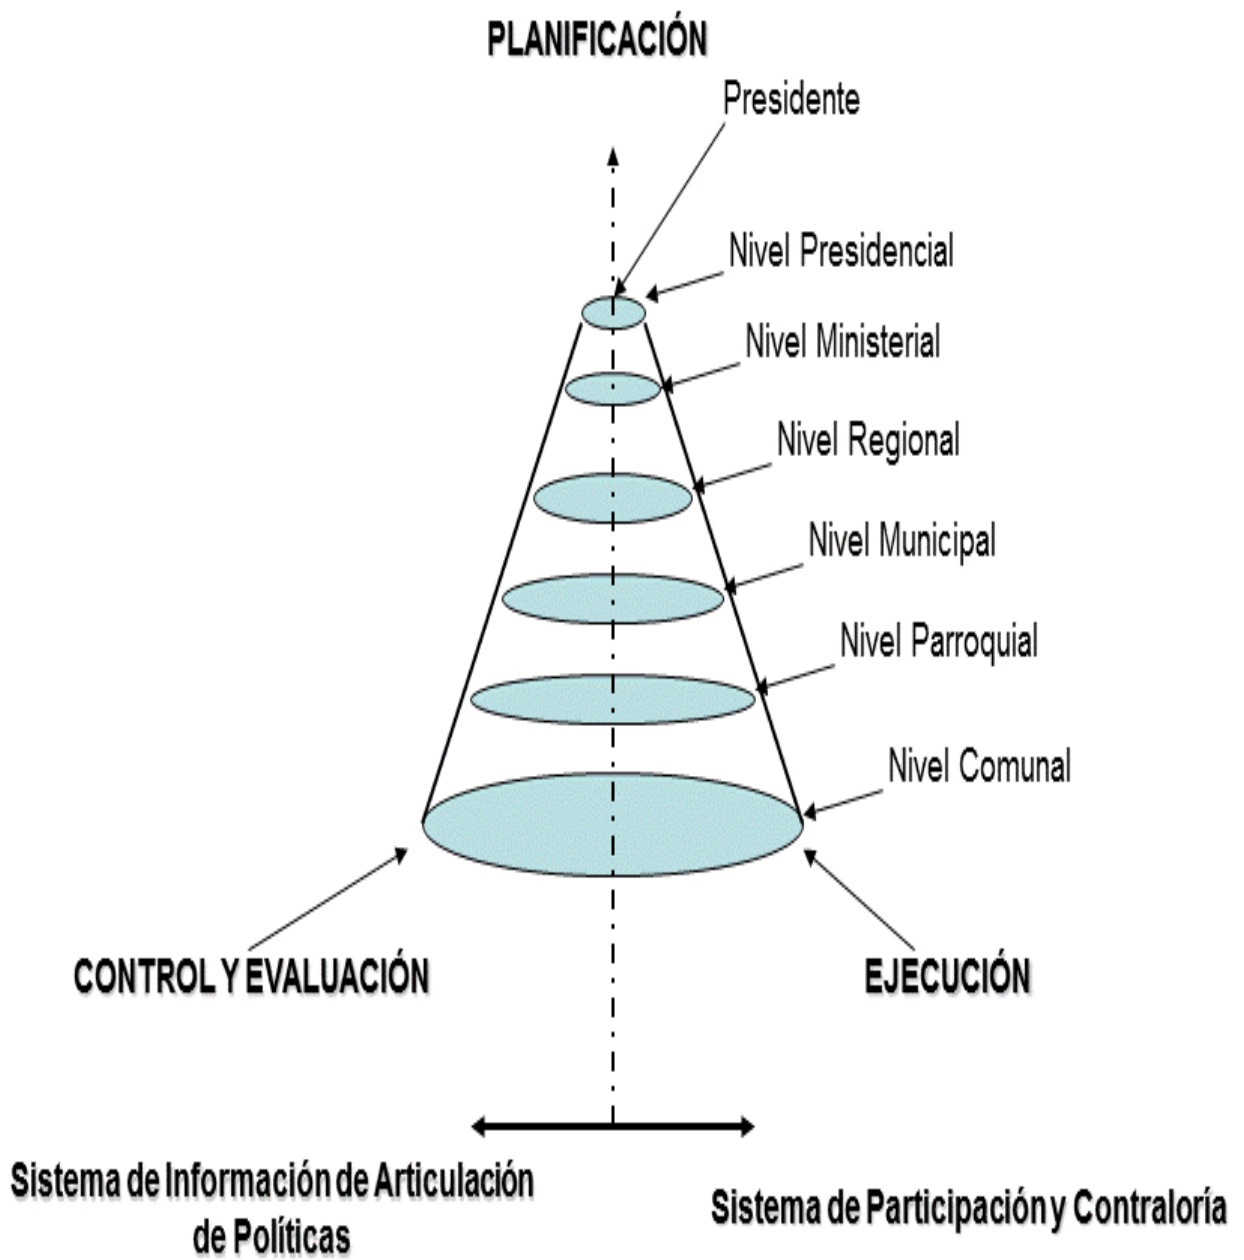 PLANIFICACIÓN
Presidente
Nivel Presidencial
Nivel Ministerial
Nivel Regional
Nivel Municipal
Nivel Parroquial
Nivel Comunal
CONTROL Y EVALUACIÓN
EJECUCIÓN
Sistema de Información de Articulación
de Políticas
Sistema de Participación y Contraloría